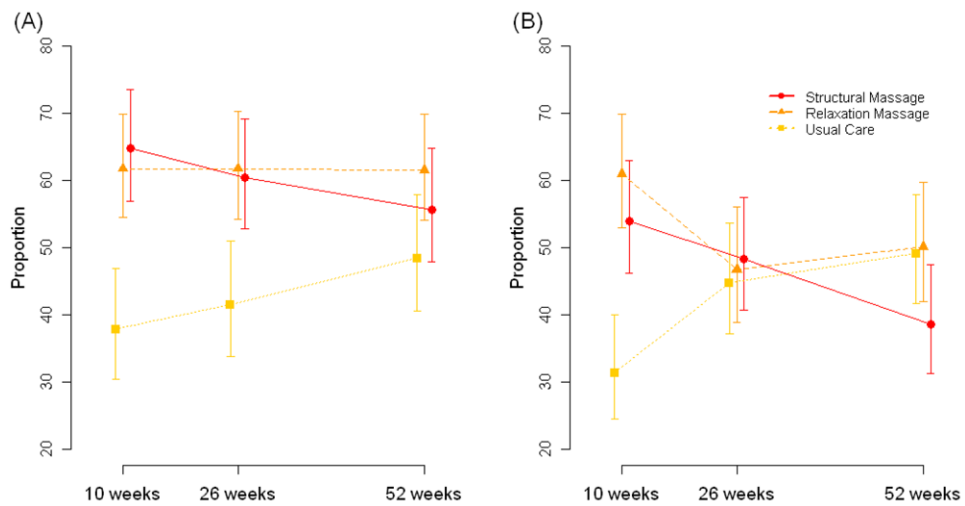 (A)
Proportion
80
70
60
50
40
30
20
10 weeks
26 weeks
52 weeks
(B)
Proportion
80
70
60
50
40
30
20
Structural Massage
Relaxation Massage
Usual Care
10 weeks
26 weeks
52 weeks